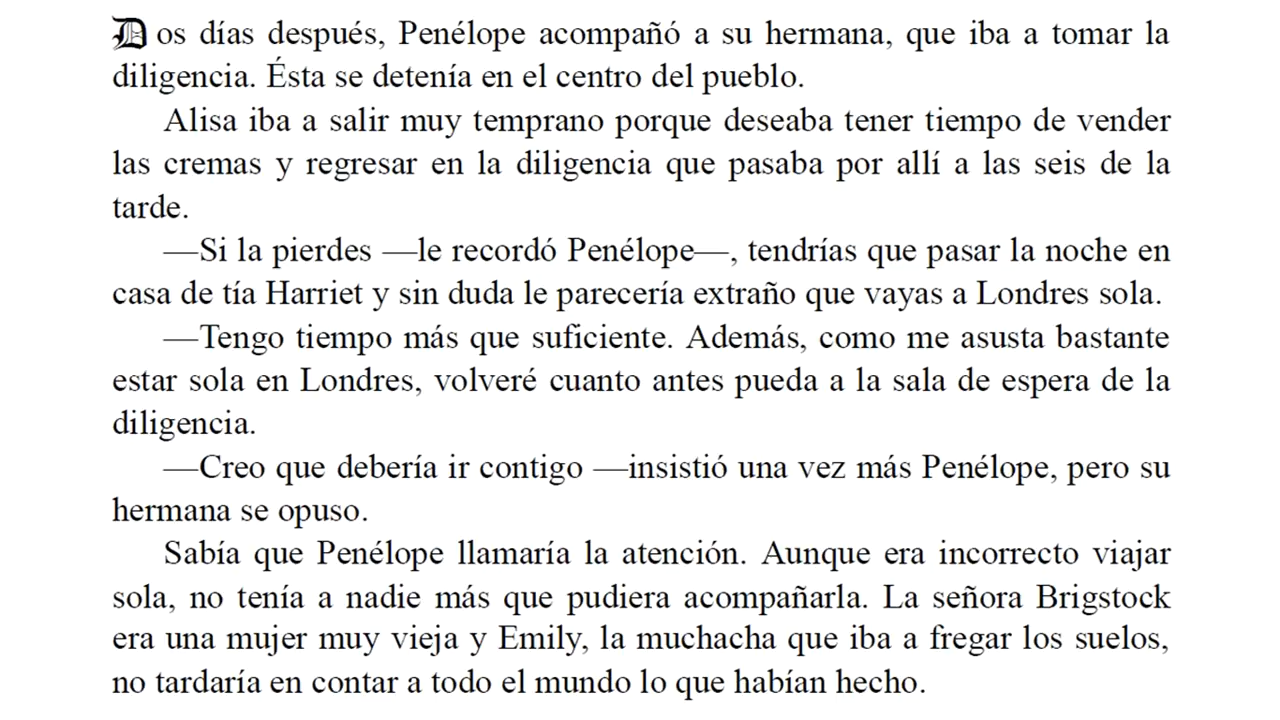 Dos días después, Penélope acompañó a su hermana, que iba a tomar la
diligencia. Ésta se detenía en el centro del pueblo.
Alisa iba a salir muy temprano porque deseaba tener tiempo de vender
las cremas y regresar en la diligencia que pasaba por allí a las seis de la
tarde.
—Si la pierdes —le recordó Penélope—, tendrías que pasar la noche en
casa de tía Harriet y sin duda le parecería extraño que vayas a Londres sola.
—Tengo tiempo más que suficiente. Además, como me asusta bastante
estar sola en Londres, volveré cuanto antes pueda a la sala de espera de la
diligencia.
—Creo que debería ir contigo —insistió una vez más Penélope, pero su
hermana se opuso.
Sabía que Penélope llamaría la atención. Aunque era incorrecto viajar
sola, no tenía a nadie más que pudiera acompañarla. La señora Brigstock
era una mujer muy vieja y Emily, la muchacha que iba a fregar los suelos,
no tardaría en contar a todo el mundo lo que habían hecho.